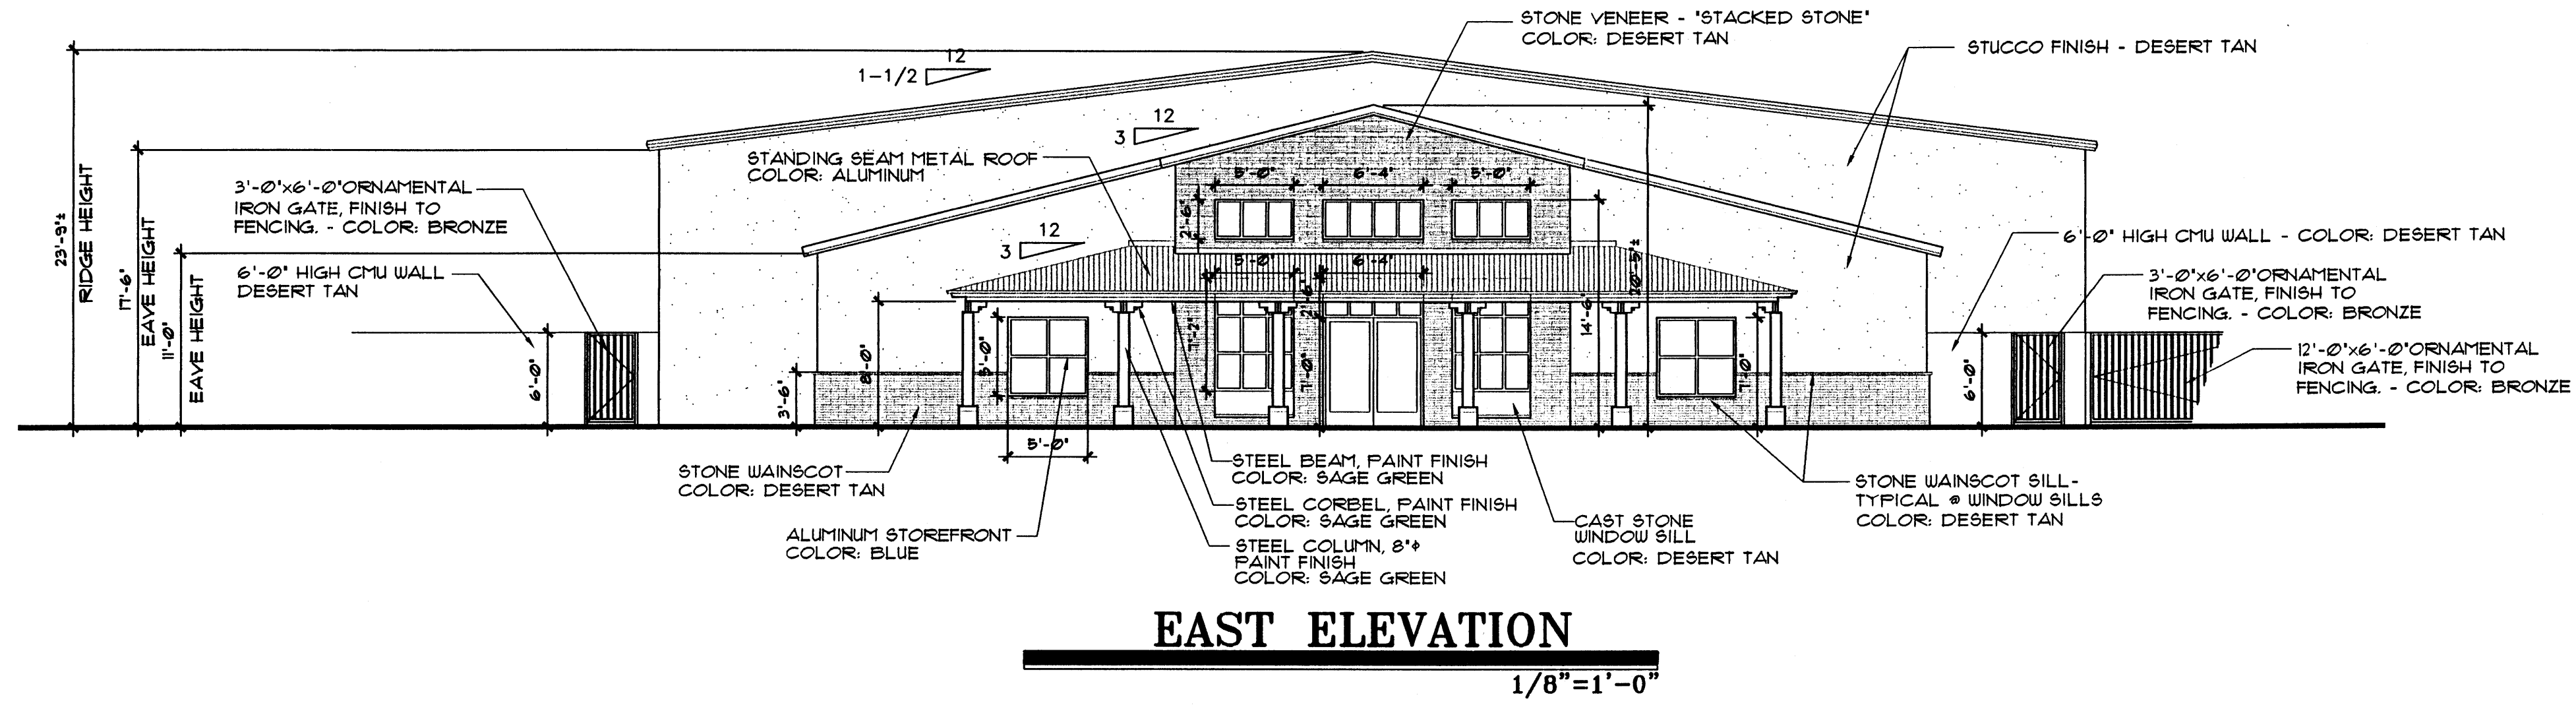 STONE VENEER - "STACKED STONE"
COLOR: DESERT TAN
STUCCO FINISH - DESERT TAN
12
1-1/2
12
3
STANDING SEAM METAL ROOF
COLOR: ALUMINUM
3'-0"x6'-0"ORNAMENTAL
IRON GATE, FINISH TO
FENCING. - COLOR: BRONZE
6'-0" HIGH CMU WALL
DESERT TAN
23'-9"±
RIDGE HEIGHT
17'-6"
EAVE HEIGHT
11'-0"
EAVE HEIGHT
12
3
5'-0"
6'-4"
5'-0"
2'-6"
5'-0"
6'-4"
2'-6"
7'-2"
7'-0"
14'-6"
20'-5"±
6'-0"
3'-6"
8'-0"
5'-0"
5'-0"
7'-0"
6'-0"
6'-0" HIGH CMU WALL - COLOR: DESERT TAN
3'-0"x6'-0"ORNAMENTAL
IRON GATE, FINISH TO
FENCING. - COLOR: BRONZE
12'-0"x6'-0"ORNAMENTAL
IRON GATE, FINISH TO
FENCING. - COLOR: BRONZE
STONE WAINSCOT
COLOR: DESERT TAN
ALUMINUM STOREFRONT
COLOR: BLUE
STEEL BEAM, PAINT FINISH
COLOR: SAGE GREEN
STEEL CORBEL, PAINT FINISH
COLOR: SAGE GREEN
STEEL COLUMN, 8"ϕ
PAINT FINISH
COLOR: SAGE GREEN
CAST STONE
WINDOW SILL
COLOR: DESERT TAN
STONE WAINSCOT SILL-
TYPICAL @ WINDOW SILLS
COLOR: DESERT TAN
EAST ELEVATION
1/8"=1'-0"